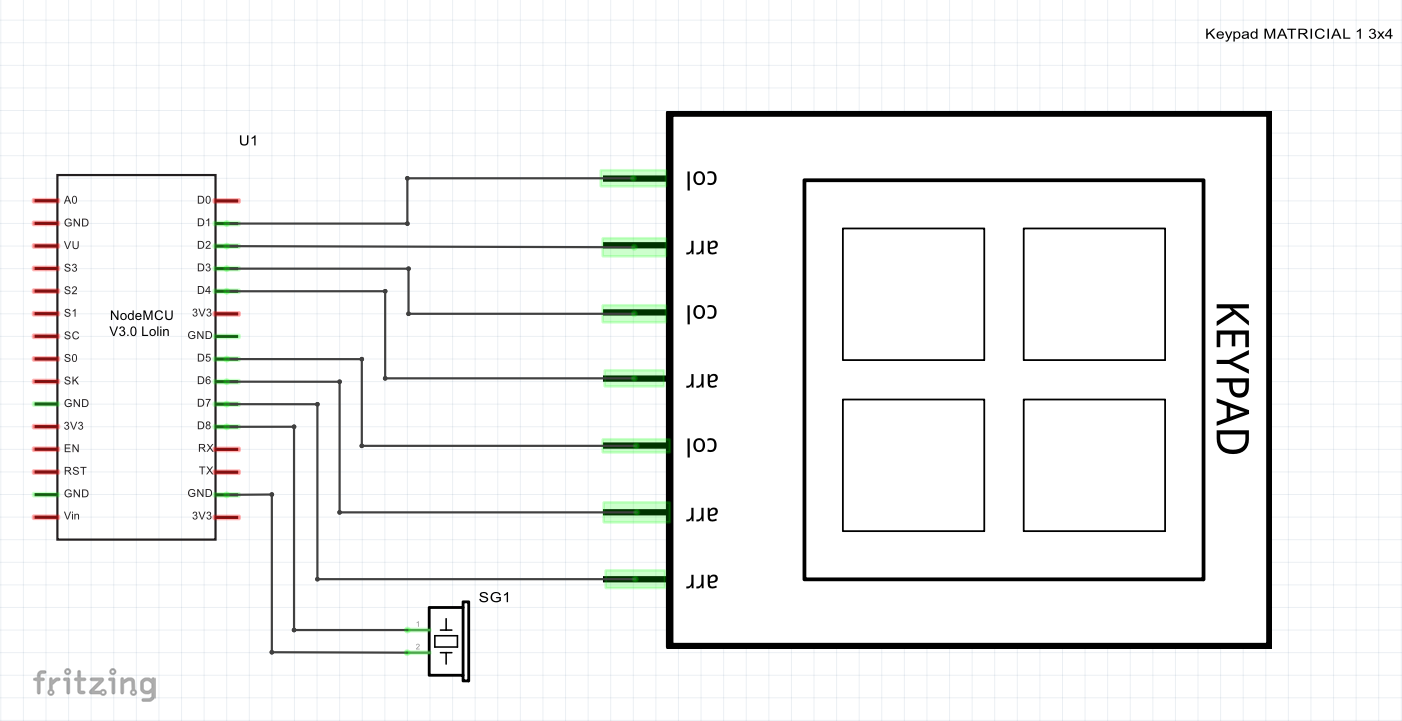 Keypad MATRICIAL 1 3x4
U1
A0
GND
VU
S3
S2
S1
SC
S0
SK
GND
3V3
EN
RST
GND
Vin
NodeMCU
V3.0 Lolin
D0
D1
D2
D3
D4
3V3
GND
D5
D6
D7
D8
RX
TX
GND
3V3
col
arr
col
arr
col
arr
arr
KEYPAD
SG1
1
2
fritzing